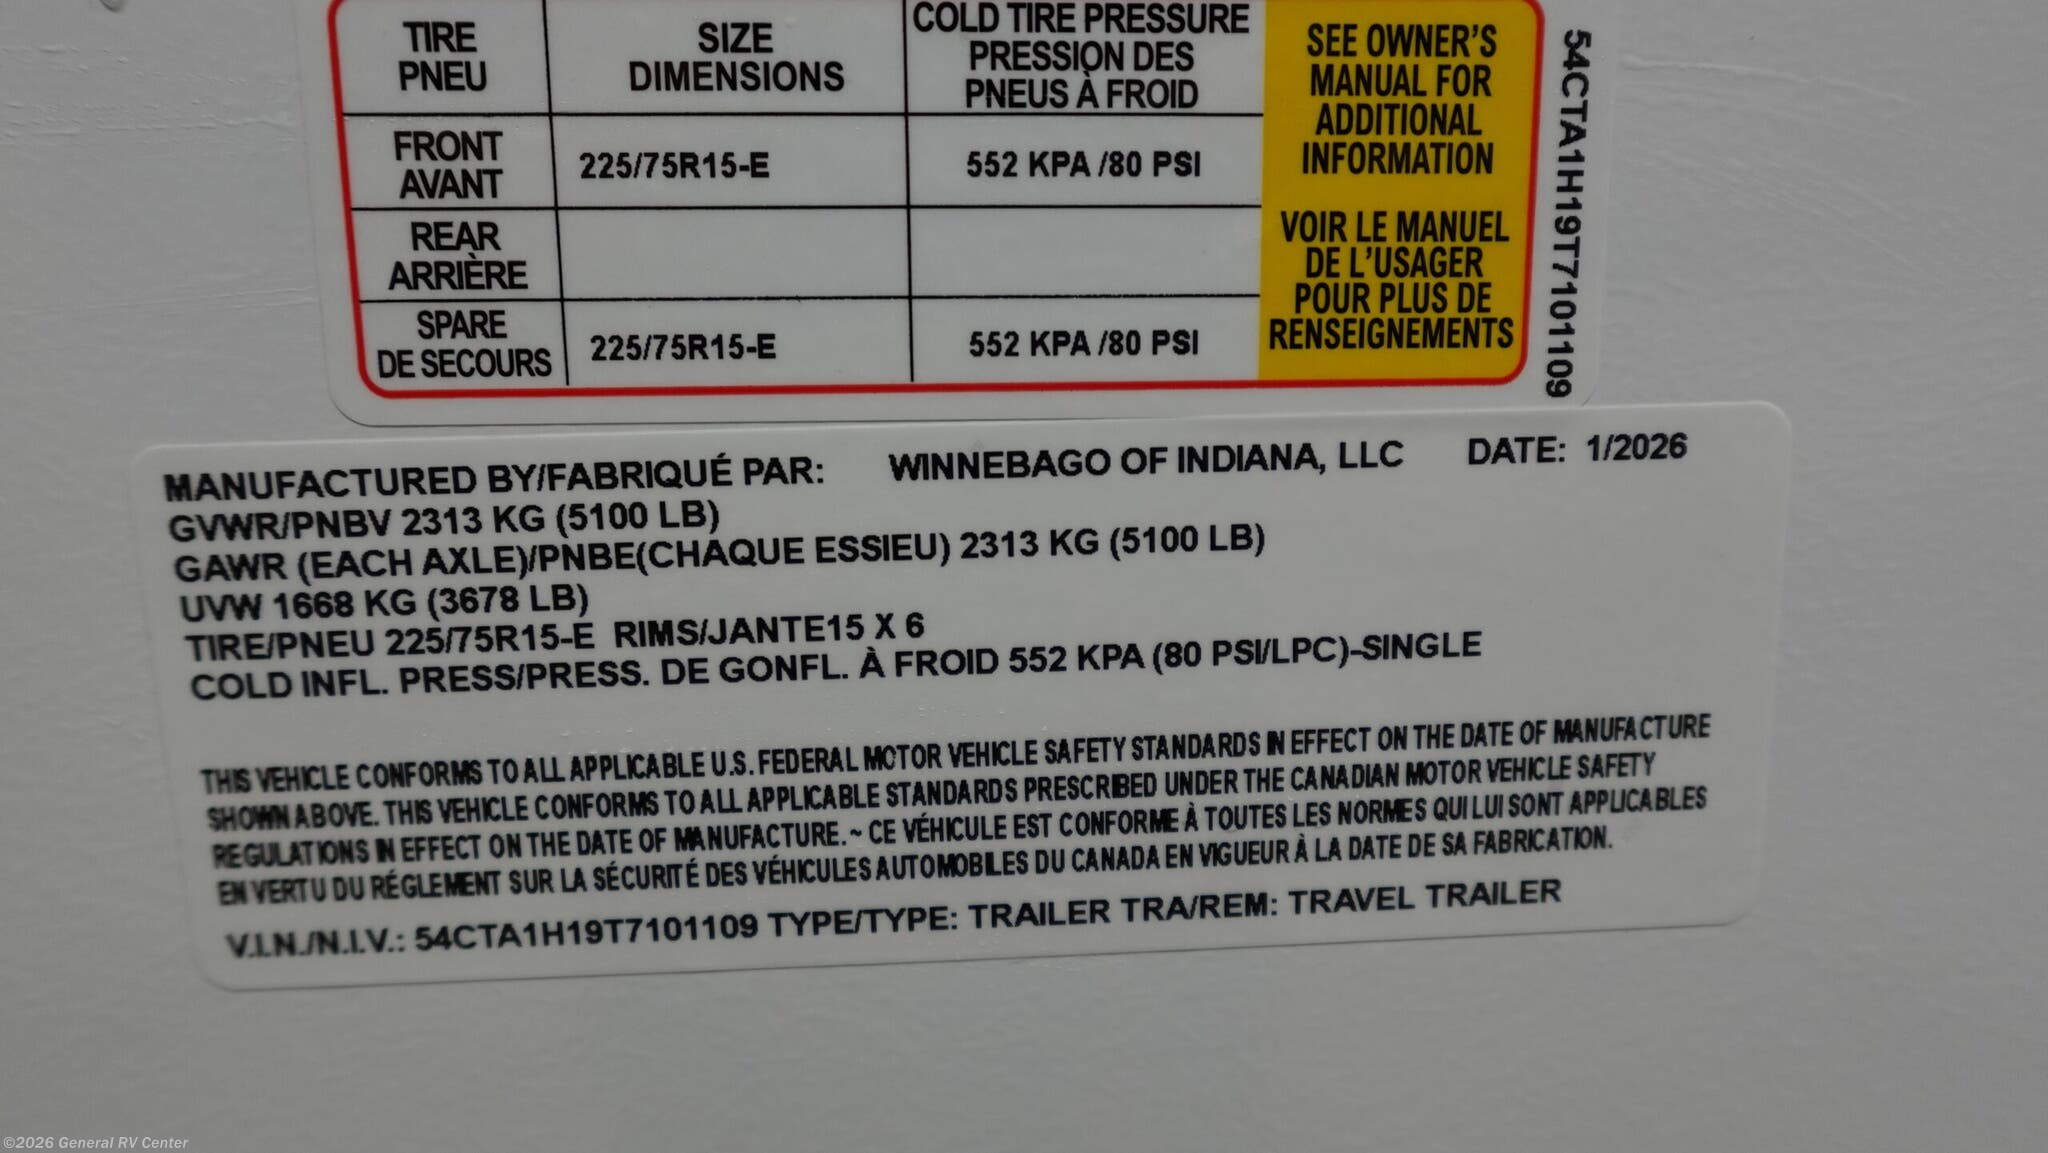 TIRE
PNEU
SIZE
DIMENSIONS
COLD TIRE PRESSURE
PRESSION DES
PNEUS À FROID
FRONT
AVANT
225/75R15-E
552 KPA /80 PSI
REAR
ARRIÈRE
SPARE
DE SECOURS
225/75R15-E
552 KPA /80 PSI
SEE OWNER'S
MANUAL FOR
ADDITIONAL
INFORMATION
VOIR LE MANUEL
DE L'USAGER
POUR PLUS DE
RENSEIGNEMENTS
54CTA1H19T7101109
MANUFACTURED BY/FABRIQUÉ PAR: WINNEBAGO OF INDIANA, LLC DATE: 1/2026
GVWR/PNBV 2313 KG (5100 LB)
GAWR (EACH AXLE)/PNBE(CHAQUE ESSIEU) 2313 KG (5100 LB)
UVW 1668 KG (3678 LB)
TIRE/PNEU 225/75R15-E RIMS/JANTE15 X 6
COLD INFL. PRESS/PRESS. DE GONFL. À FROID 552 KPA (80 PSI/LPC)-SINGLE
THIS VEHICLE CONFORMS TO ALL APPLICABLE U.S. FEDERAL MOTOR VEHICLE SAFETY STANDARDS IN EFFECT ON THE DATE OF MANUFACTURE
SHOWN ABOVE. THIS VEHICLE CONFORMS TO ALL APPLICABLE STANDARDS PRESCRIBED UNDER THE CANADIAN MOTOR VEHICLE SAFETY
REGULATIONS IN EFFECT ON THE DATE OF MANUFACTURE. ~ CE VÉHICULE EST CONFORME À TOUTES LES NORMES QUI LUI SONT APPLICABLES
EN VERTU DU RÉGLEMENT SUR LA SÉCURITÉ DES VÉHICULES AUTOMOBILES DU CANADA EN VIGUEUR À LA DATE DE SA FABRICATION.
V.I.N./N.I.V.: 54CTA1H19T7101109 TYPE/TYPE: TRAILER TRA/REM: TRAVEL TRAILER
©2026 General RV Center